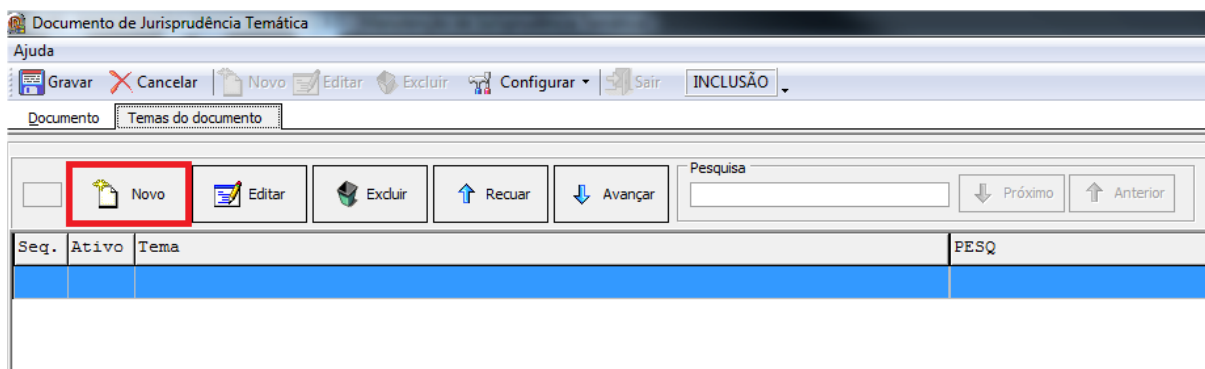 Documento de Jurisprudência Temática
Ajuda
Gravar Cancelar Novo Editar Excluir Configurar Sair INCLUSÃO
Documento Temas do documento
Pesquisa
Novo Editar Excluir Recuar Avançar Próximo Anterior
Seq. Ativo Tema PESQ